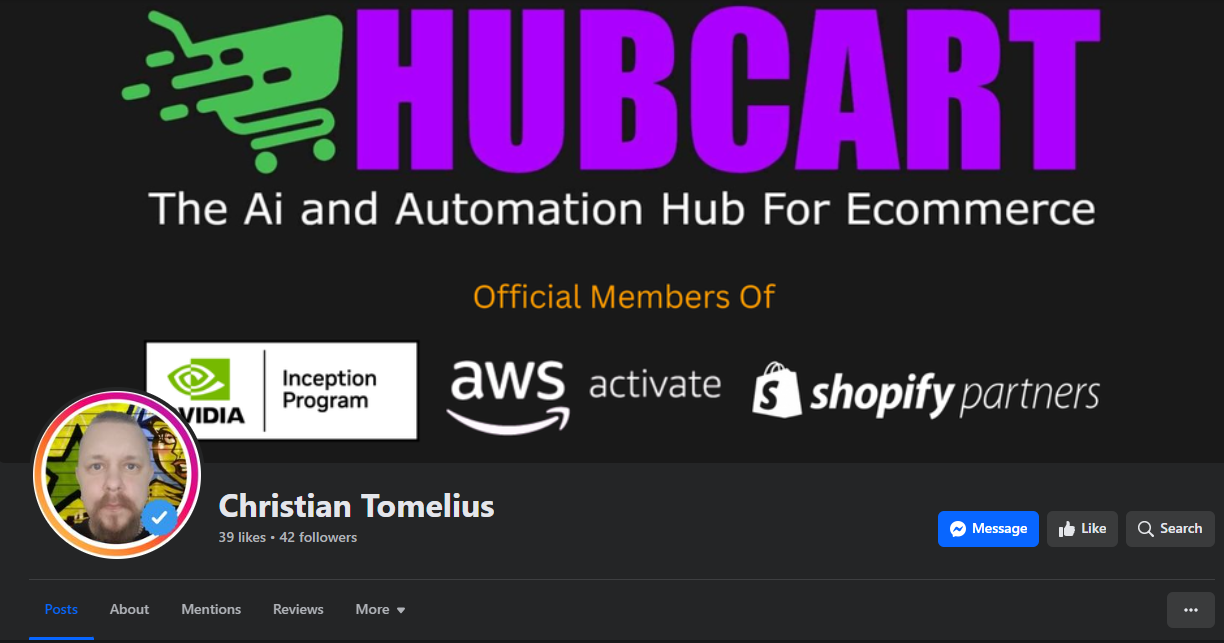 HUBCART
The Ai and Automation Hub For Ecommerce
Official Members Of
VIDIA
Inception
Program
aws activate
shopify partners
Christian Tomelius
39 likes • 42 followers
Message
Like
Search
Posts
About
Mentions
Reviews
More